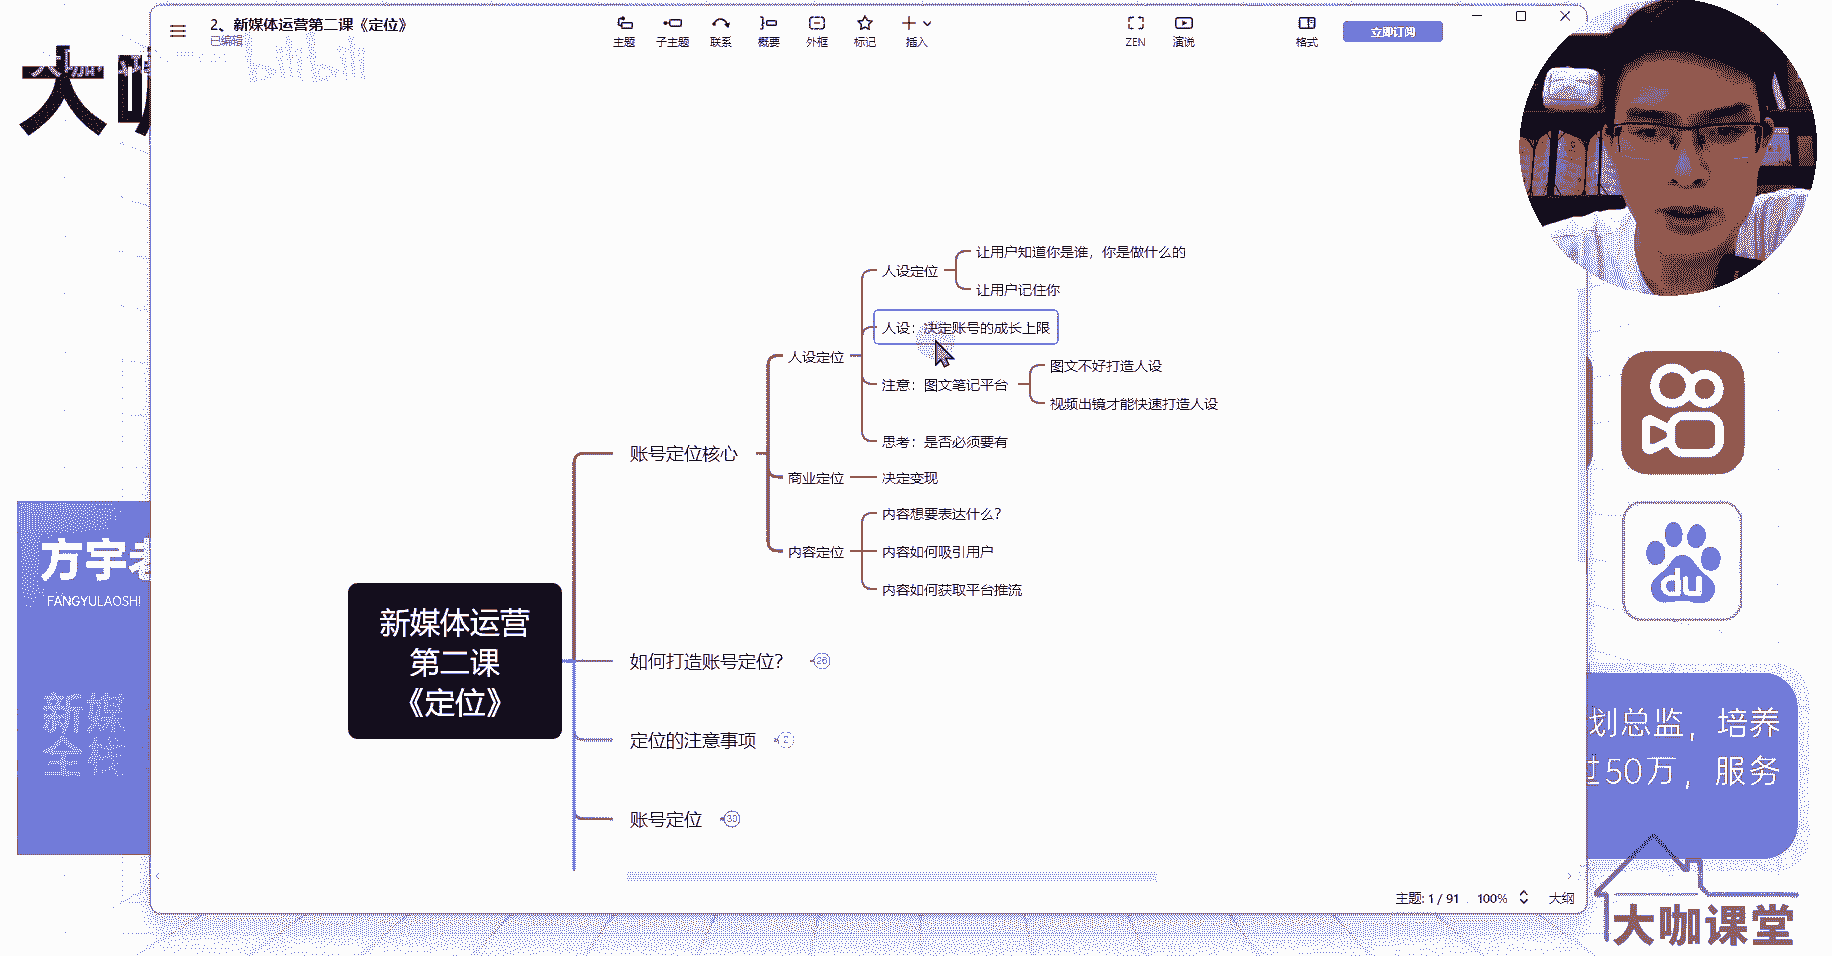 大咖
2、新媒体运营第二课《定位》
已编辑
bilibili
主题
子主题
联系
概要
外框
标记
插入
ZEN
演说
格式
立即订阅
人设定位
让用户知道你是谁，你是做什么的
让用户记住你
人设：决定账号的成长上限
人设定位
注意：图文笔记平台
图文不好打造人设
视频出镜才能快速打造人设
思考：是否必须要有
账号定位核心
商业定位
决定变现
内容定位
内容想要表达什么？
内容如何吸引用户
内容如何获取平台推流
新媒体运营
第二课
《定位》
如何打造账号定位？
26
定位的注意事项
2
账号定位
30
方宇老
FANGYULAOSHI
新媒
全栈
du
划总监，培养
过50万，服务
主题: 1 / 91
100%
大纲
大咖课堂